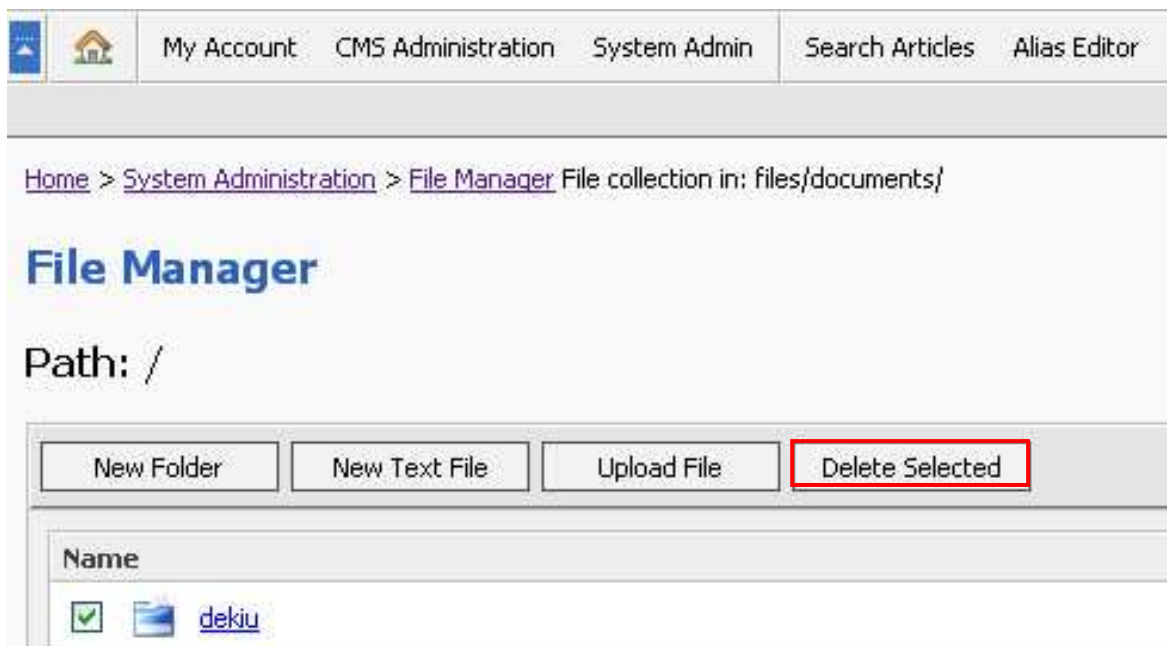 My Account CMS Administration System Admin Search Articles Alias Editor
Home > System Administration > File Manager File collection in: files/documents/
File Manager
Path: /
New Folder New Text File Upload File Delete Selected
Name
dekiu